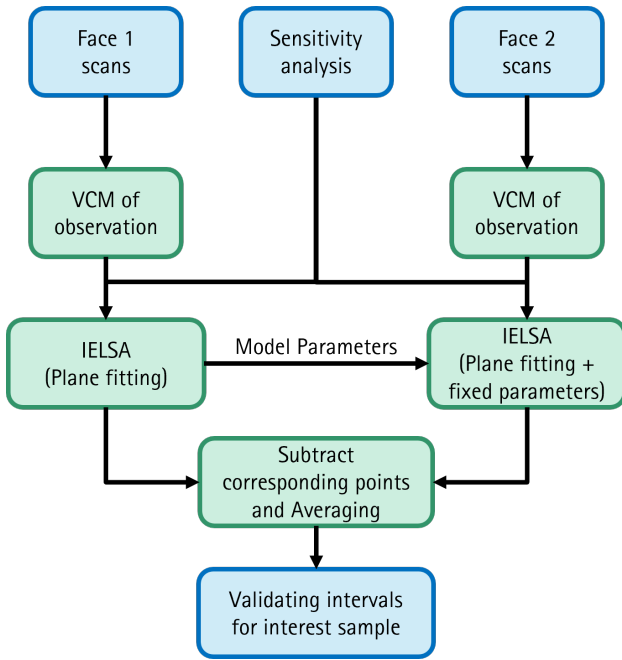 Face 1
scans
Sensitivity
analysis
Face 2
scans
VCM of
observation
VCM of
observation
IELSA
(Plane fitting)
Model Parameters
IELSA
(Plane fitting +
fixed parameters)
Subtract
corresponding points
and Averaging
Validating intervals
for interest sample